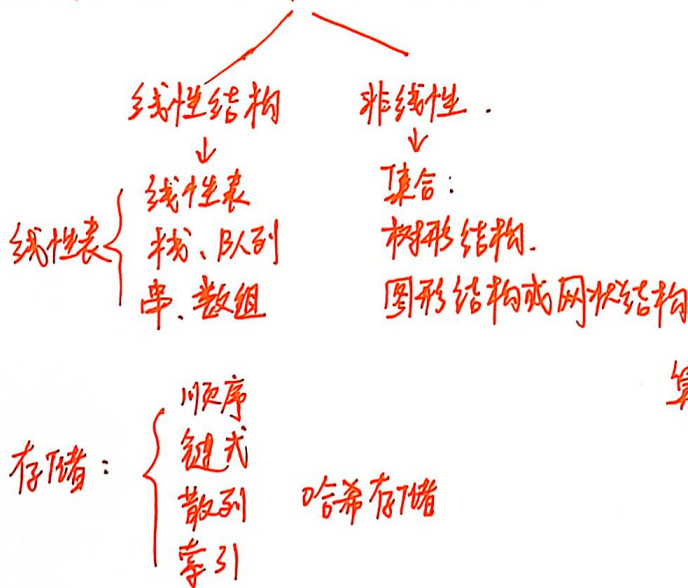 线性结构 非线性.
线性表 集合:
线性表 栈、队列 树形结构.
串、数组 图形结构或网状结构
顺序
存储: 链式
散列 哈希存储
索引